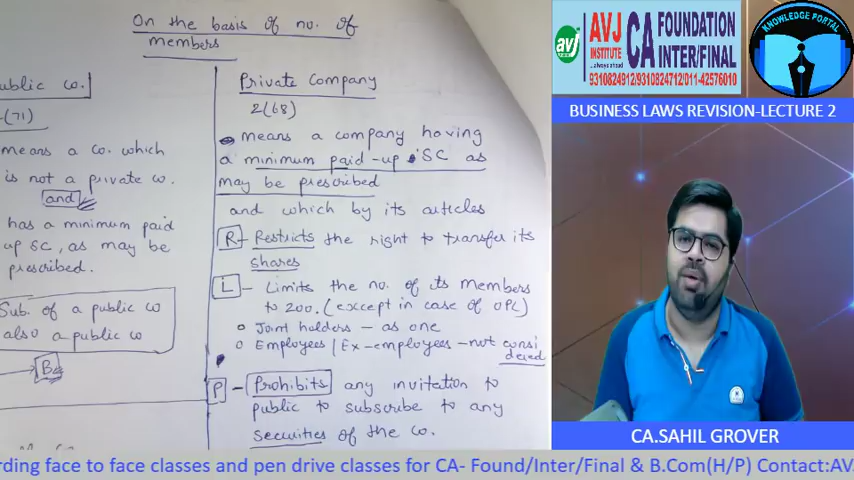 On the basis of no. of
members
ublic co.
(71)
means a co. which
is not a private co.
and
has a minimum paid
up SC, as may be
prescribed.
Sub. of a public co
also a public co
B
Private Company
2(68)
means a company having
a minimum paid-up SC as
may be prescribed
and which by its articles
R - Restricts the right to transfer its
shares
L - Limits the no. of its members
to 200. (except in case of OPC)
o Joint holders - as one
o Employees / Ex-employees - not consi
dered
P - Prohibits any invitation to
public to subscribe to any
securities of the co.
avj
AVJ
INSTITUTE
...always ahead
CA FOUNDATION
INTER/FINAL
9310824912/9310824712/011-42576010
KNOWLEDGE PORTAL
BUSINESS LAWS REVISION-LECTURE 2
CA.SAHIL GROVER
rding face to face classes and pen drive classes for CA- Found/Inter/Final & B.Com(H/P) Contact:AV